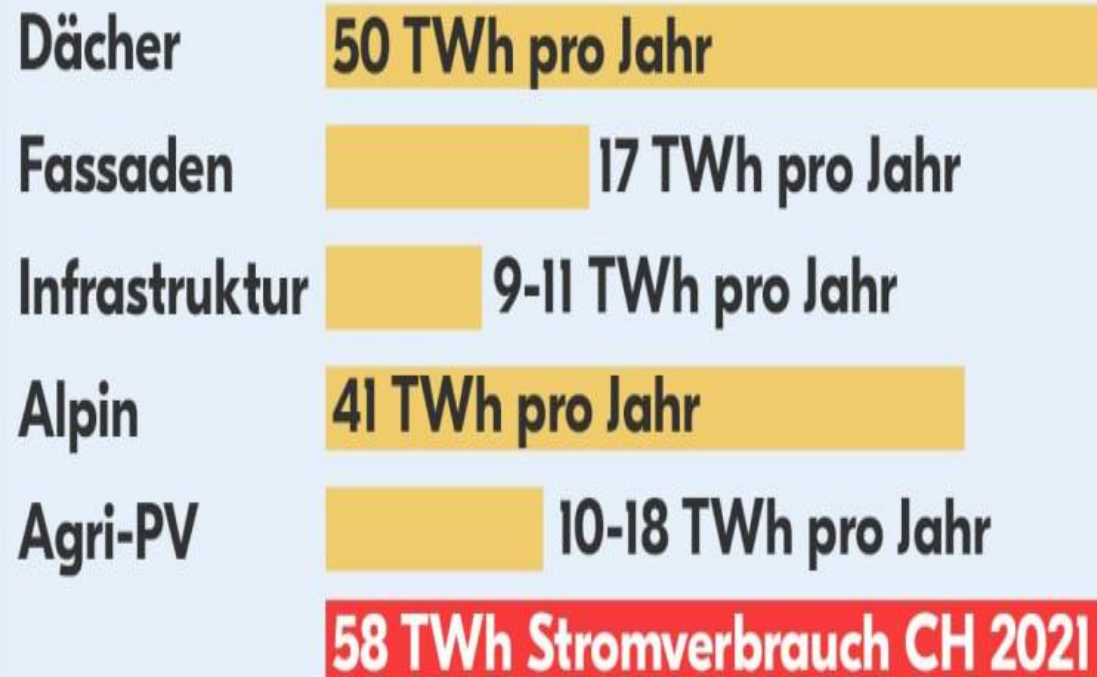 Dächer 50 TWh pro Jahr
Fassaden 17 TWh pro Jahr
Infrastruktur 9-11 TWh pro Jahr
Alpin 41 TWh pro Jahr
Agri-PV 10-18 TWh pro Jahr
58 TWh Stromverbrauch CH 2021